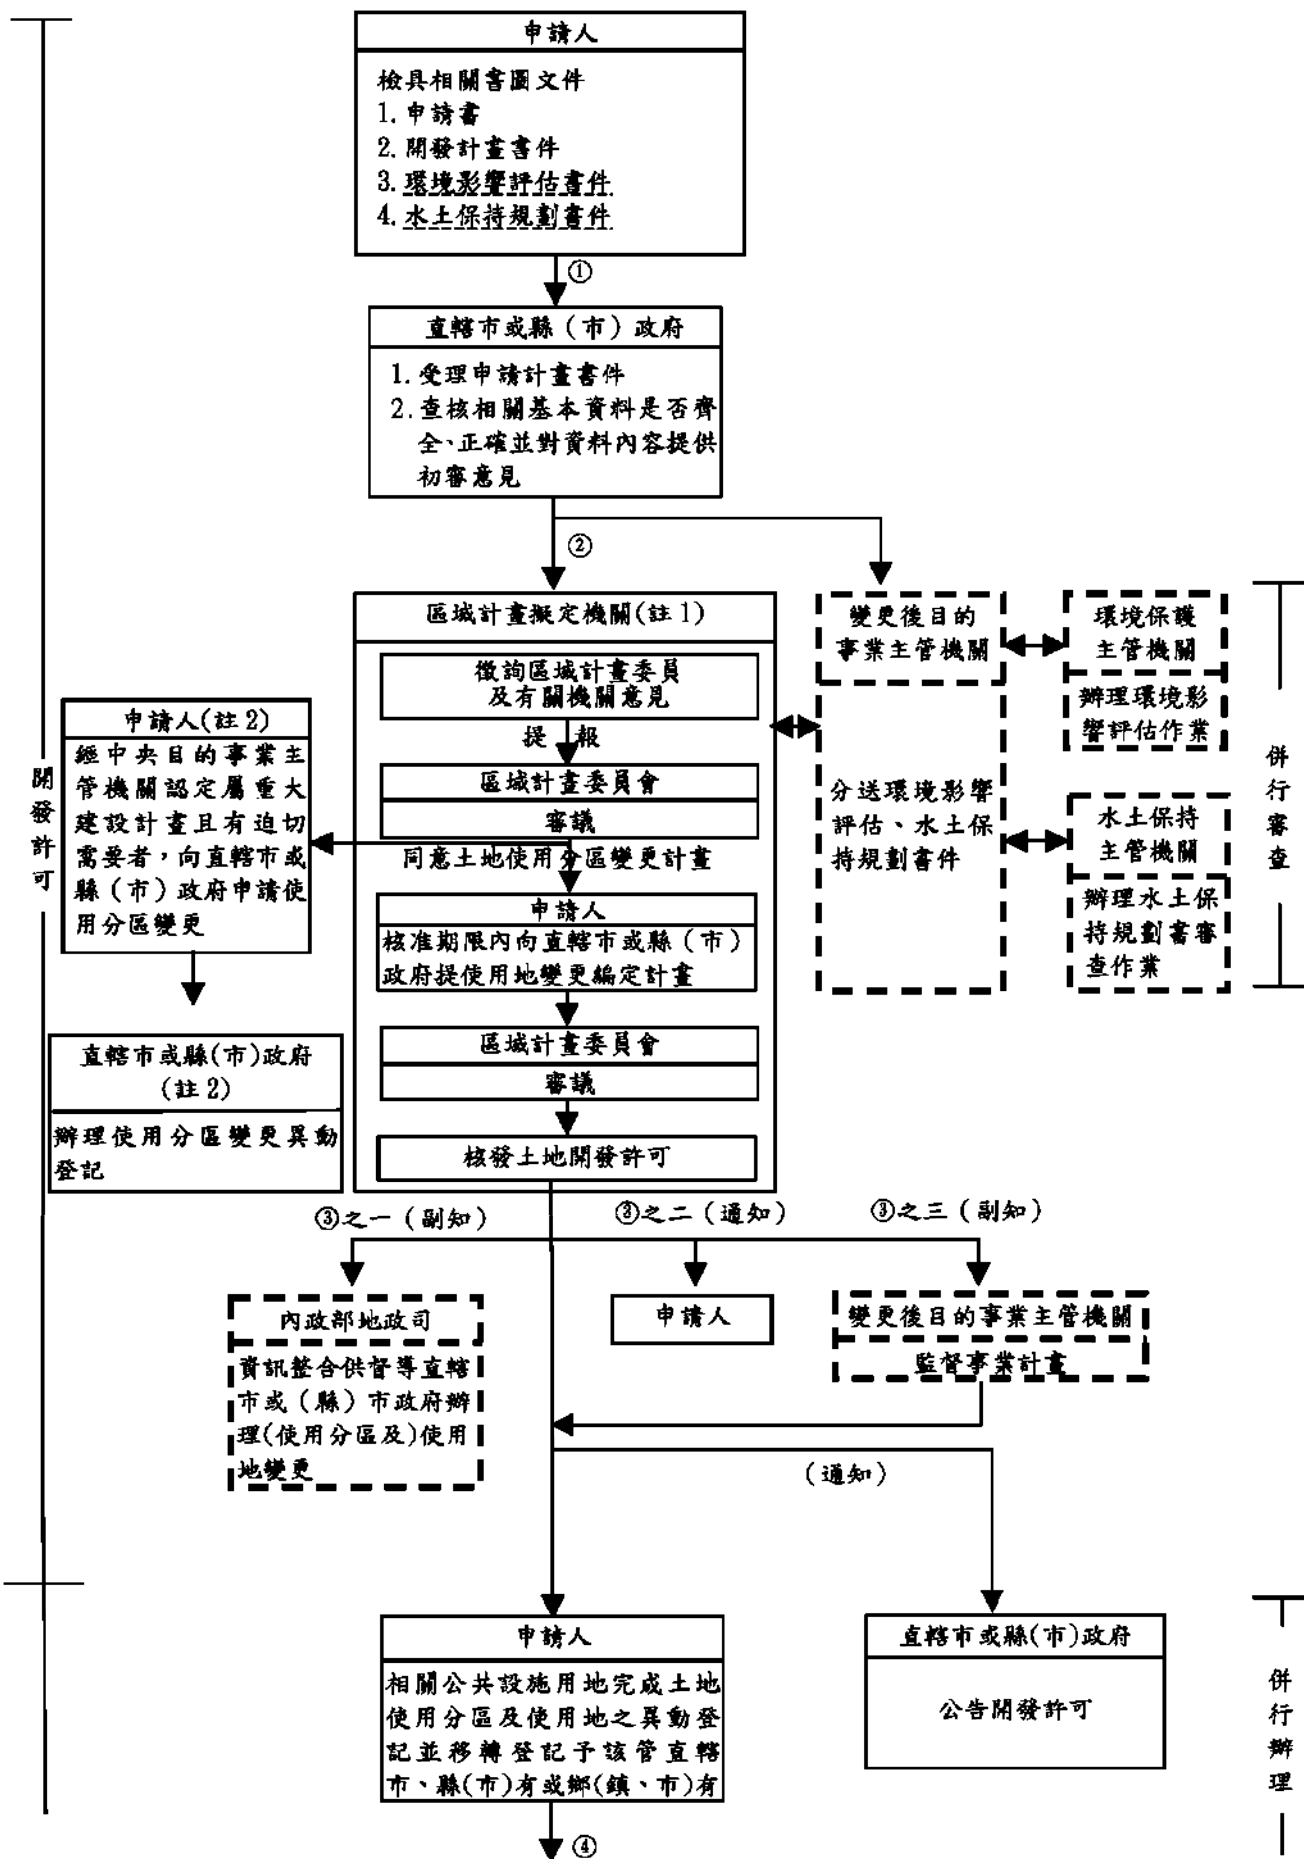 申請人
檢具相關書圖文件
1. 申請書
2. 開發計畫書件
3. 環境影響評估書件
4. 水土保持規劃書件
①
直轄市或縣（市）政府
1. 受理申請計畫書件
2. 查核相關基本資料是否齊
全、正確並對資料內容提供
初審意見
②
區域計畫擬定機關(註1)
徵詢區域計畫委員
及有關機關意見
提報
區域計畫委員會
審議
同意土地使用分區變更計畫
申請人
核准期限內向直轄市或縣（市）
政府提使用地變更編定計畫
區域計畫委員會
審議
核發土地開發許可
變更後目的
事業主管機關
分送環境影響
評估、水土保
持規劃書件
環境保護
主管機關
辦理環境影
響評估作業
水土保持
主管機關
辦理水土保
持規劃書審
查作業
併行審查
開發許可
申請人(註2)
經中央目的事業主
管機關認定屬重大
建設計畫且有迫切
需要者，向直轄市或
縣（市）政府申請使
用分區變更
直轄市或縣(市)政府
(註2)
辦理使用分區變更異動
登記
③之一（副知）
③之二（通知）
③之三（副知）
內政部地政司
資訊整合供督導直轄
市或（縣）市政府辦
理(使用分區及)使用
地變更
申請人
變更後目的事業主管機關
監督事業計畫
（通知）
申請人
相關公共設施用地完成土地
使用分區及使用地之異動登
記並移轉登記予該管直轄
市、縣(市)有或鄉(鎮、市)有
④
直轄市或縣(市)政府
公告開發許可
併行辦理